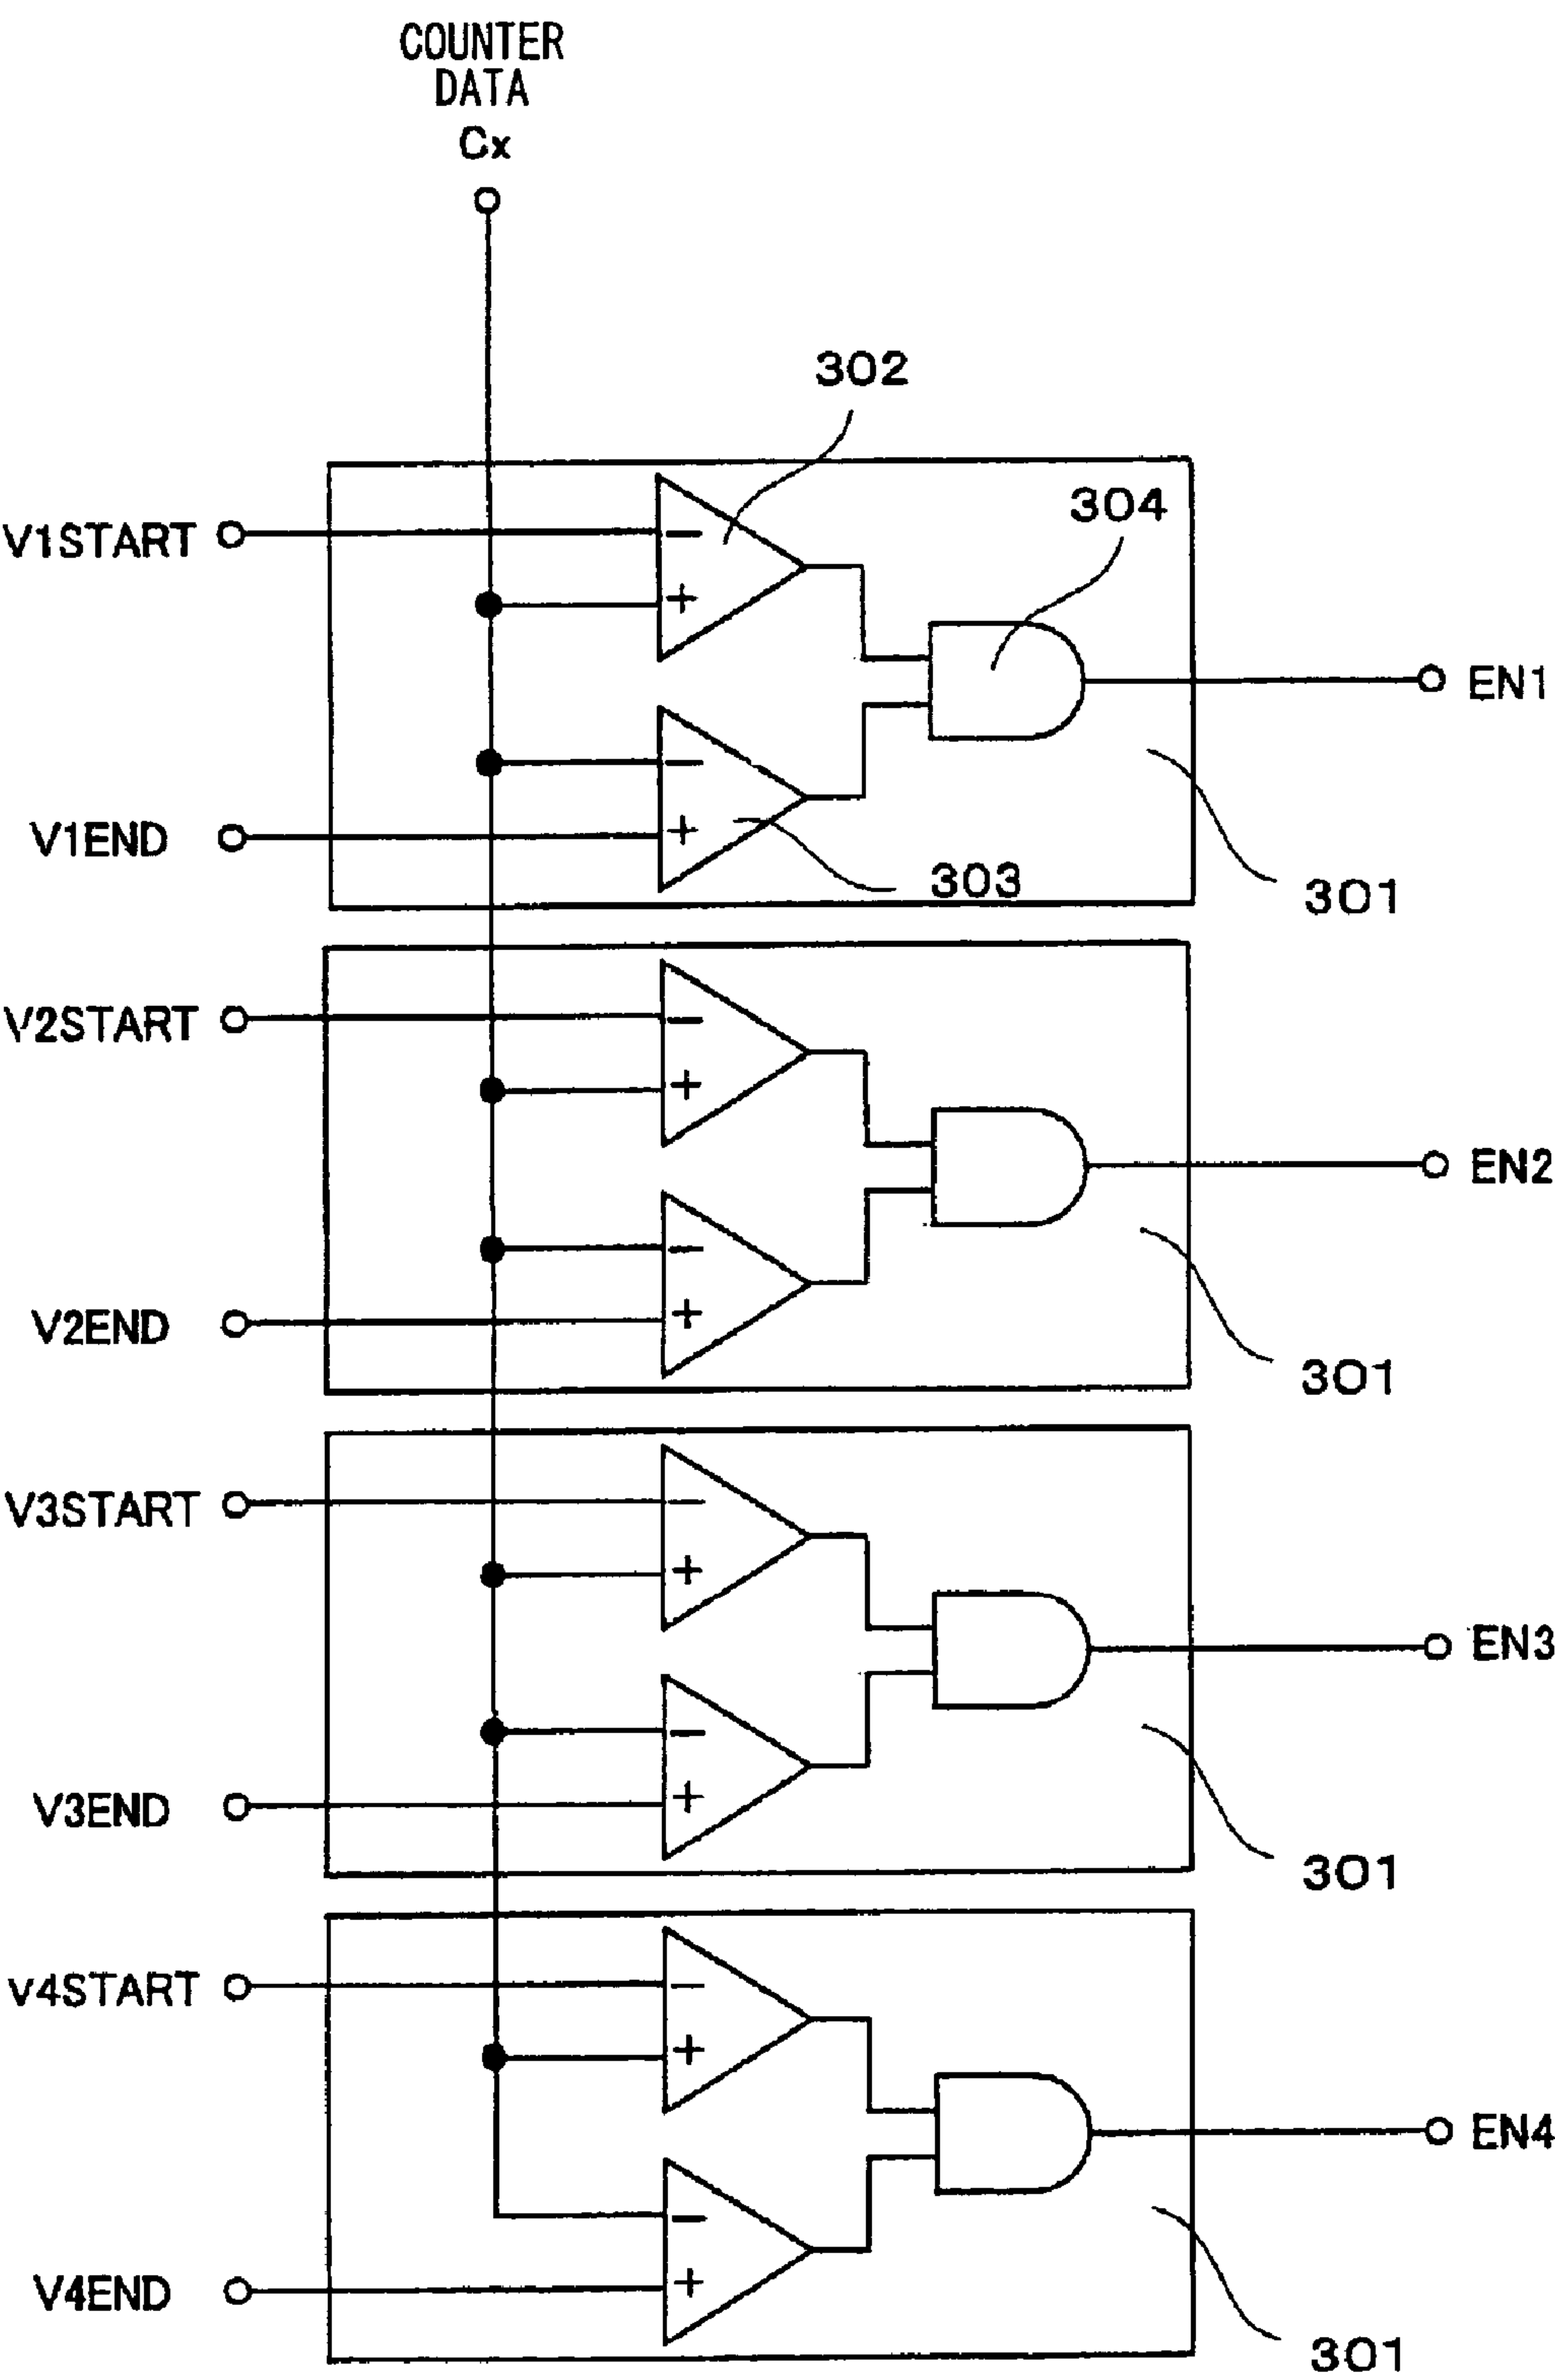 COUNTER
DATA
Cx
302
V1START
304
EN1
V1END
303
301
V2START
EN2
V2END
301
V3START
EN3
V3END
301
V4START
EN4
V4END
301